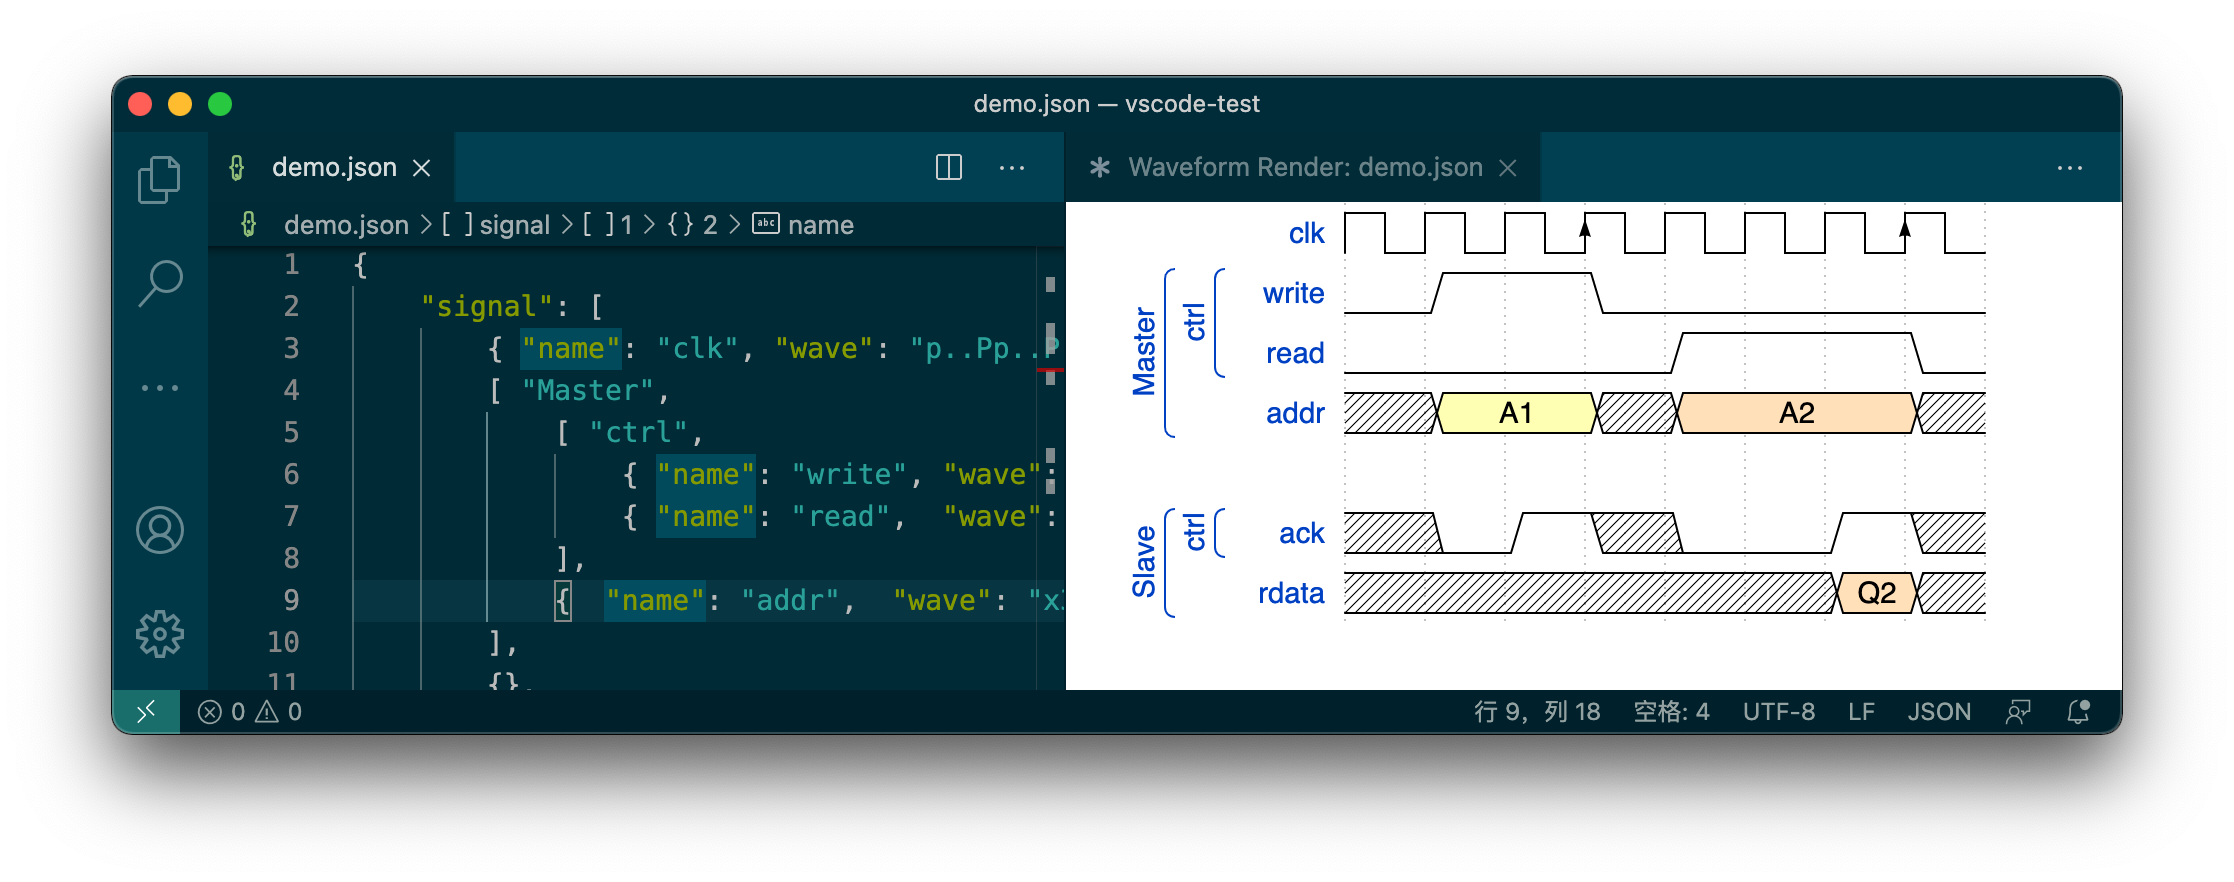 demo.json — vscode-test
demo.json
Waveform Render: demo.json
demo.json > [ ] signal > [ ] 1 > {} 2 > abc name
1 {
2 "signal": [
3 { "name": "clk", "wave": "p..Pp..P
4 [ "Master",
5 [ "ctrl",
6 { "name": "write", "wave":
7 { "name": "read", "wave":
8 ],
9 { "name": "addr", "wave": "x
10 ],
11 {},
clk
Master
ctrl
write
read
addr A1 A2
Slave
ctrl
ack
rdata Q2
0 0 行 9，列 18 空格: 4 UTF-8 LF JSON